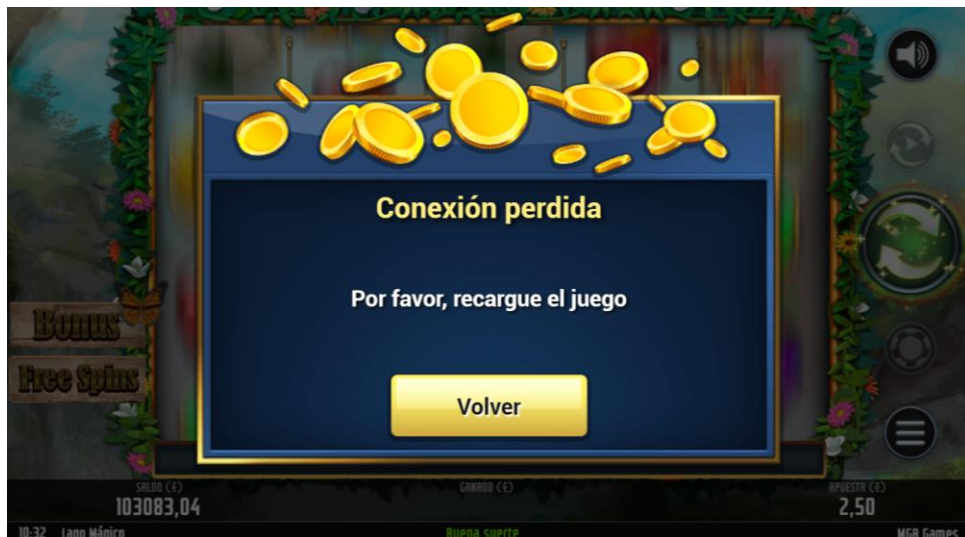 Conexión perdida
Por favor, recargue el juego
Volver
Bonus
Free Spins
SALDO (€)
GANADO (€)
APUESTA (€)
103083,04
2,50
10:32 Lago Mágico
Buena suerte
MGA Games